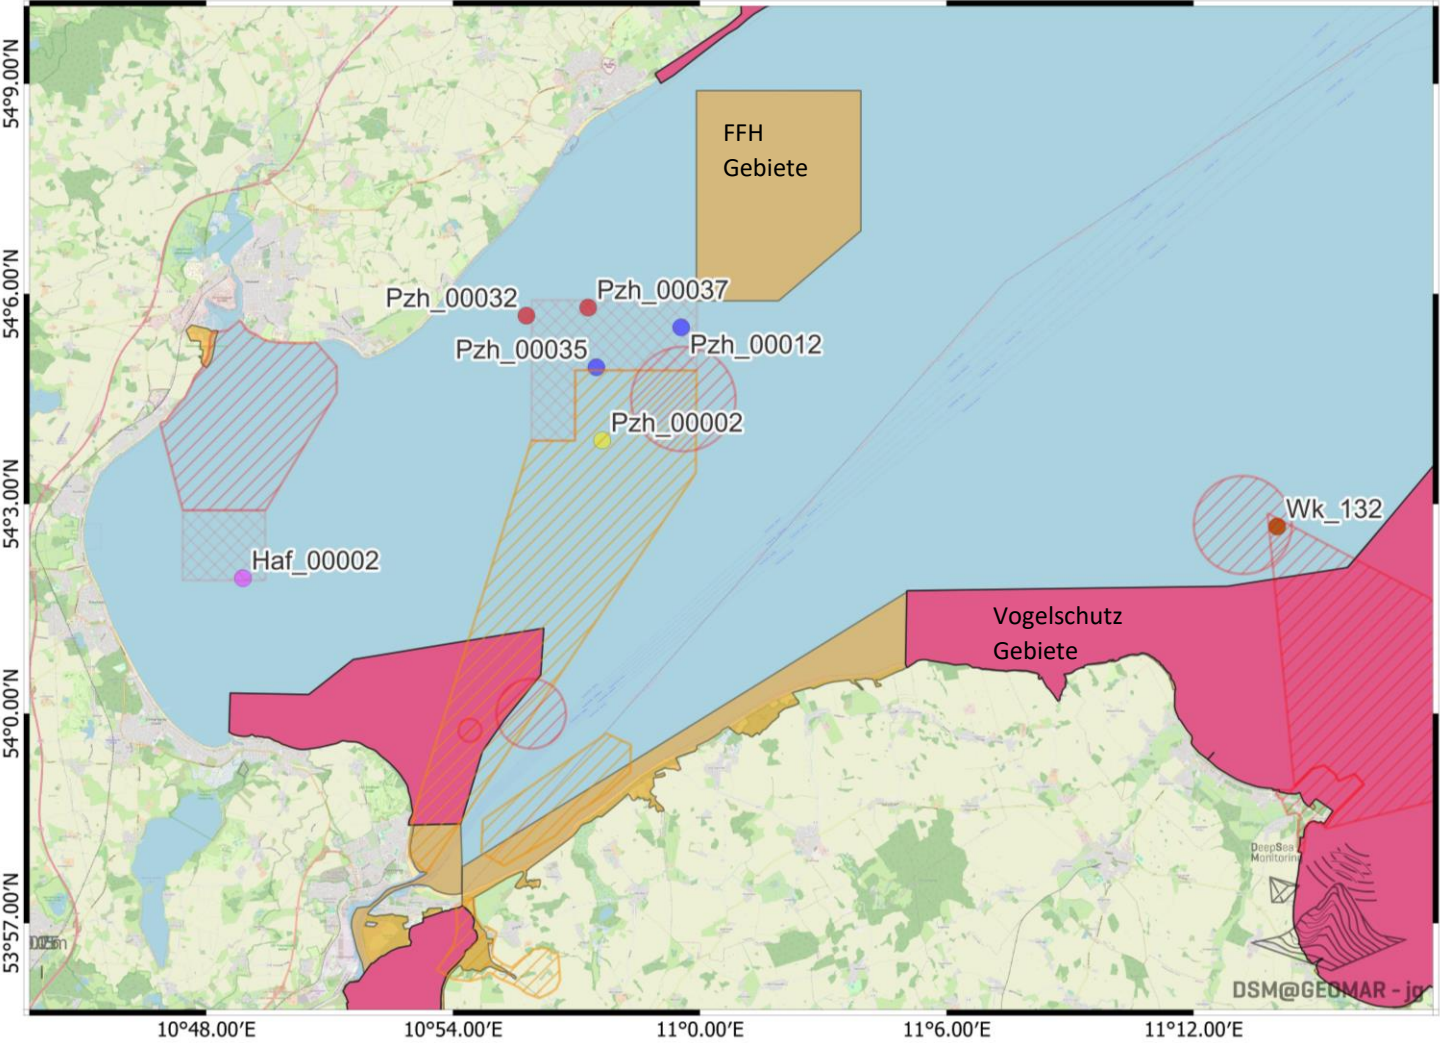 54°9.00'N
FFH
Gebiete
54°6.00'N
Pzh_00032
Pzh_00037
Pzh_00035
Pzh_00012
Pzh_00002
54°3.00'N
Wk_132
Haf_00002
Vogelschutz
Gebiete
54°0.00'N
DeepSea
Monitoring
53°57.00'N
DSM@GEOMAR - jg
10°48.00'E
10°54.00'E
11°0.00'E
11°6.00'E
11°12.00'E